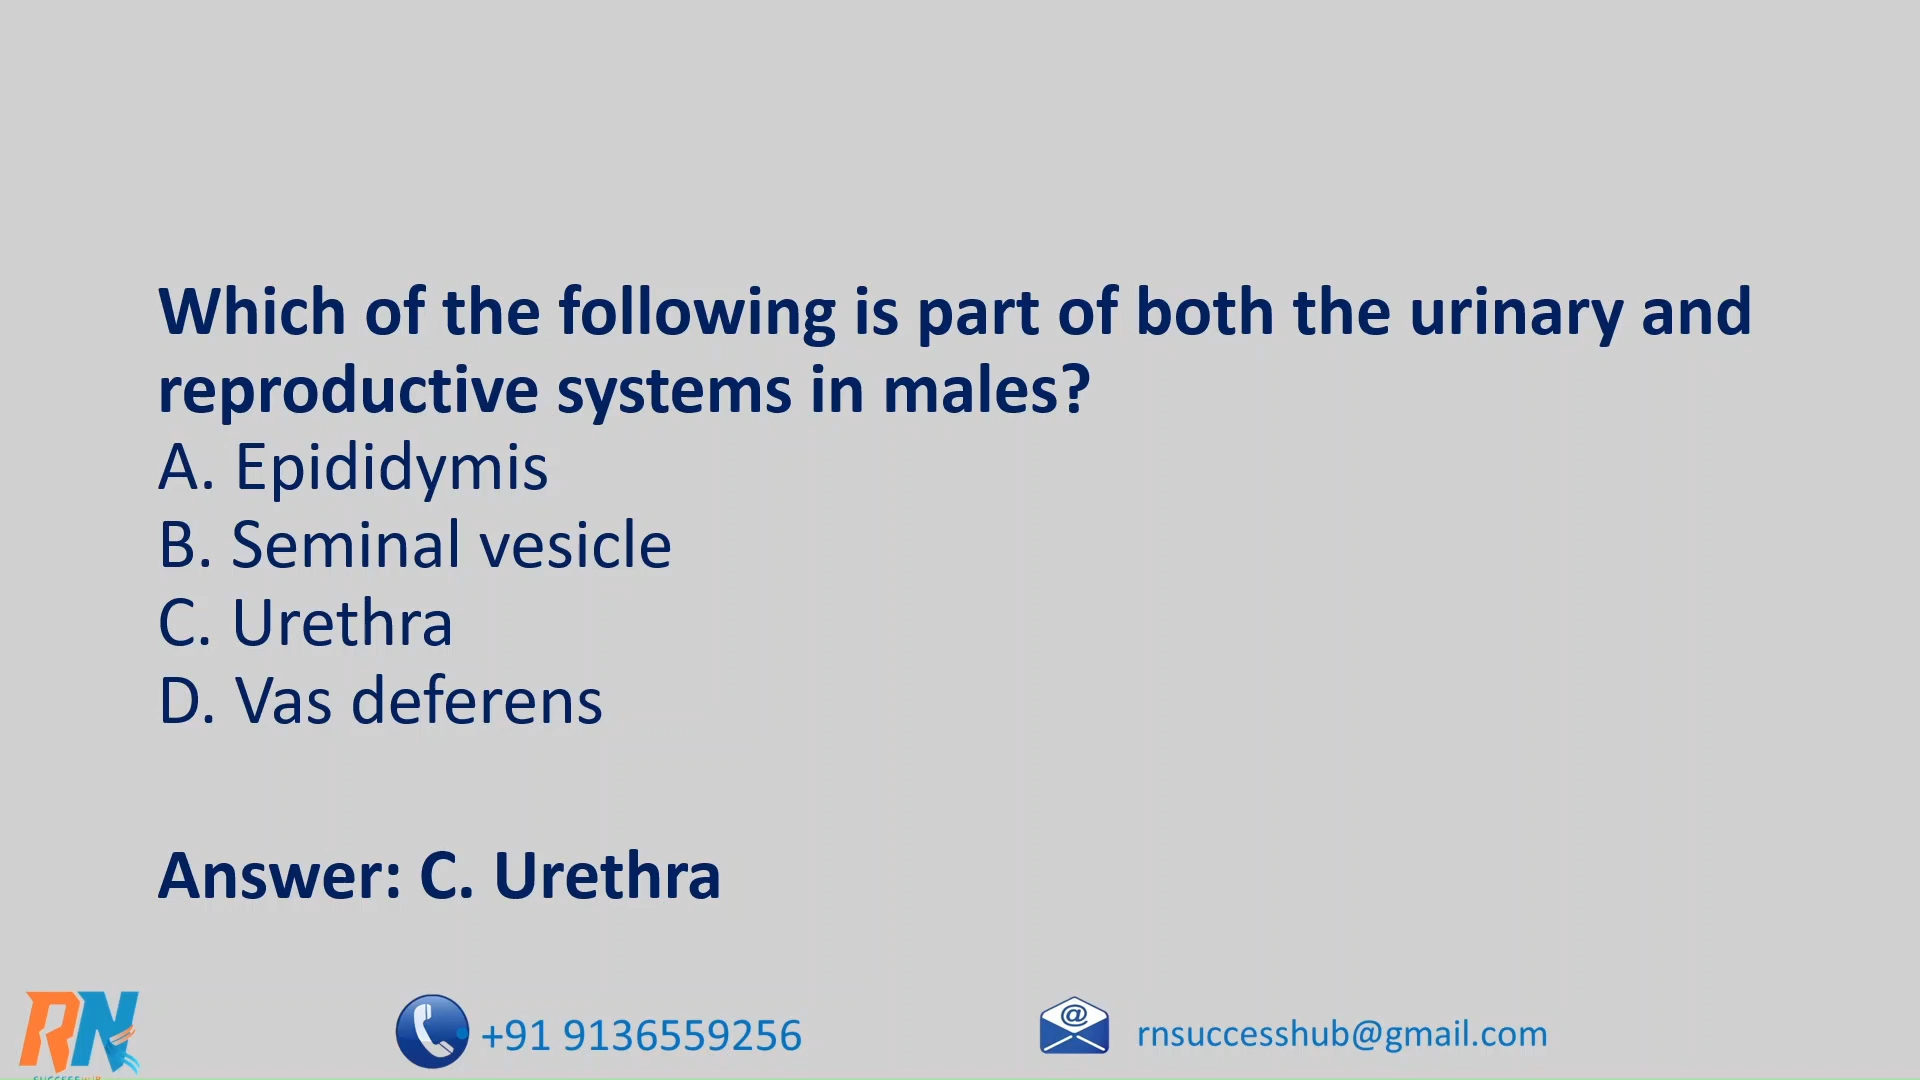 Which of the following is part of both the urinary and
reproductive systems in males?
A. Epididymis
B. Seminal vesicle
C. Urethra
D. Vas deferens
Answer: C. Urethra
RN
+91 9136559256
@
rnsuccesshub@gmail.com